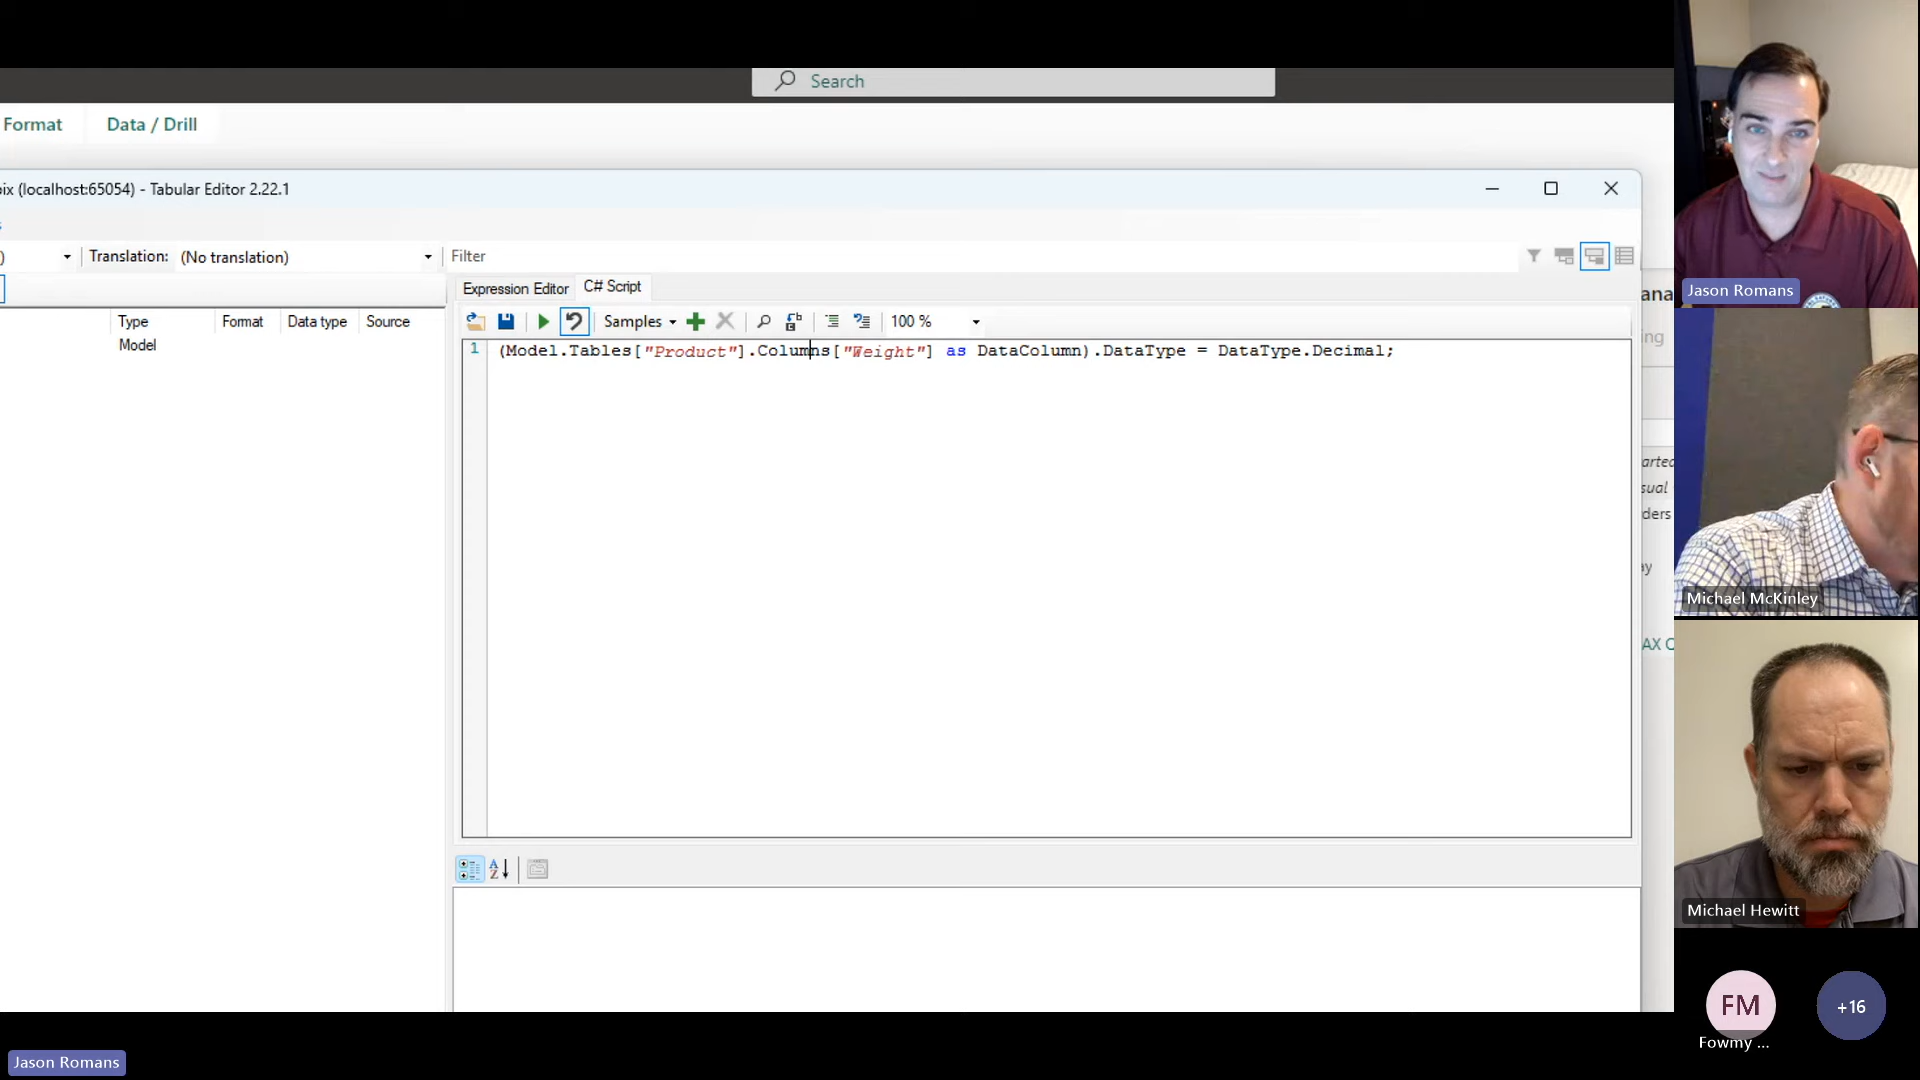 Search
Format
Data / Drill
(localhost:65054) - Tabular Editor 2.22.1
Translation: (No translation)
Filter
Expression Editor
C# Script
Samples
100 %
Type
Format
Data type
Source
Model
1
(Model.Tables["Product"].Columns["Weight"] as DataColumn).DataType = DataType.Decimal;
Jason Romans
Michael McKinley
Michael Hewitt
FM
+16
Fowmy ...
Jason Romans